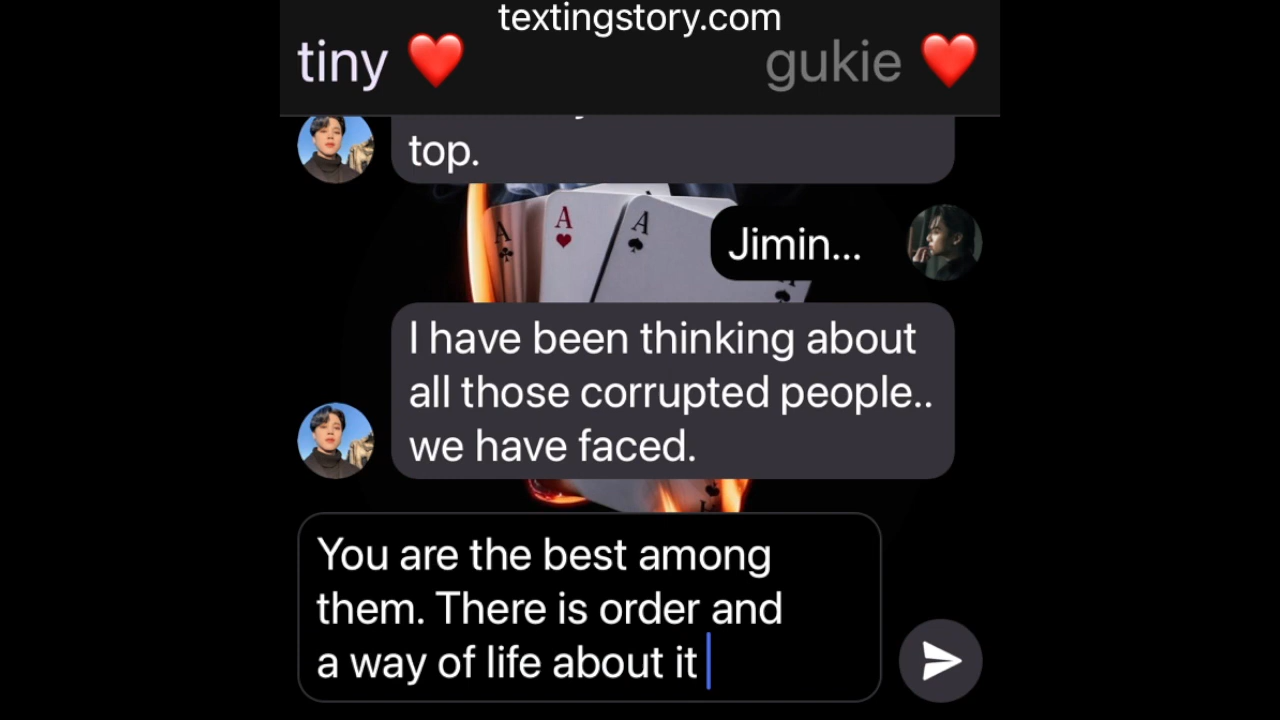 textingstory.com
tiny ❤️ gukie ❤️
top.
A A A
Jimin...
I have been thinking about
all those corrupted people..
we have faced.
You are the best among
them. There is order and
a way of life about it